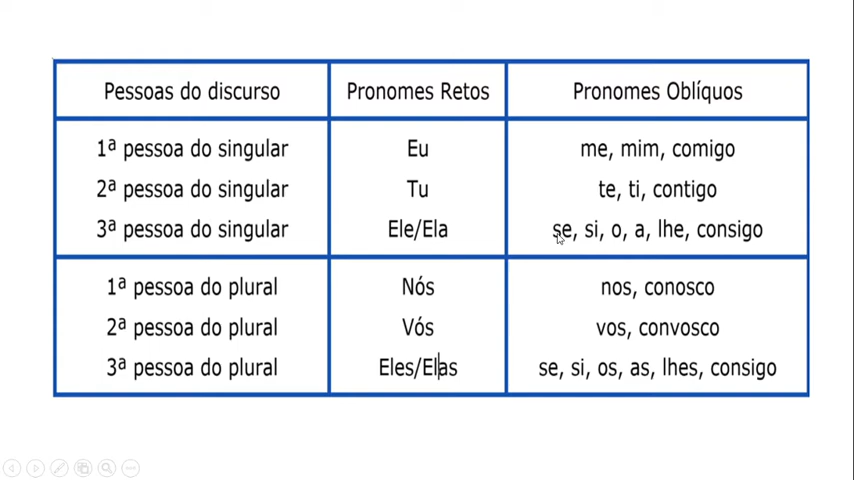 Pessoas do discurso Pronomes Retos Pronomes Oblíquos
1ª pessoa do singular Eu me, mim, comigo
2ª pessoa do singular Tu te, ti, contigo
3ª pessoa do singular Ele/Ela se, si, o, a, lhe, consigo
1ª pessoa do plural Nós nos, conosco
2ª pessoa do plural Vós vos, convosco
3ª pessoa do plural Eles/Elas se, si, os, as, lhes, consigo